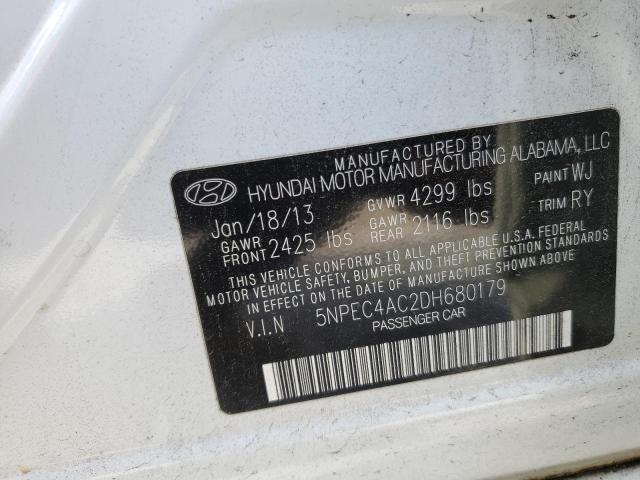 MANUFACTURED BY
HYUNDAI MOTOR MANUFACTURING ALABAMA, LLC
Jan/18/13 GVWR 4299 lbs PAINT WJ
GAWR FRONT 2425 lbs GAWR REAR 2116 lbs TRIM RY
THIS VEHICLE CONFORMS TO ALL APPLICABLE U.S.A. FEDERAL
MOTOR VEHICLE SAFETY, BUMPER, AND THEFT PREVENTION STANDARDS
IN EFFECT ON THE DATE OF MANUFACTURE SHOWN ABOVE
V.I.N 5NPEC4AC2DH680179
PASSENGER CAR